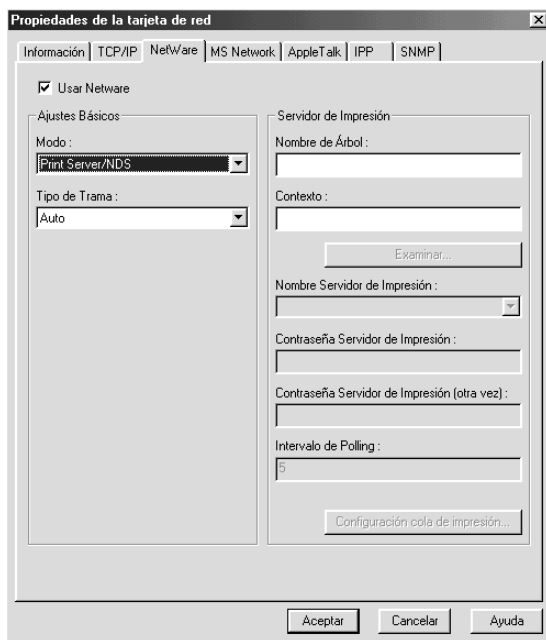 Propiedades de la tarjeta de red
Información TCP/IP NetWare MS Network AppleTalk IPP SNMP
Usar Netware
Ajustes Básicos
Modo :
Print Server/NDS
Tipo de Trama :
Auto
Servidor de Impresión
Nombre de Árbol :
Contexto :
Examinar...
Nombre Servidor de Impresión :
Contraseña Servidor de Impresión :
Contraseña Servidor de Impresión (otra vez) :
Intervalo de Polling :
5
Configuración cola de impresión...
Aceptar Cancelar Ayuda